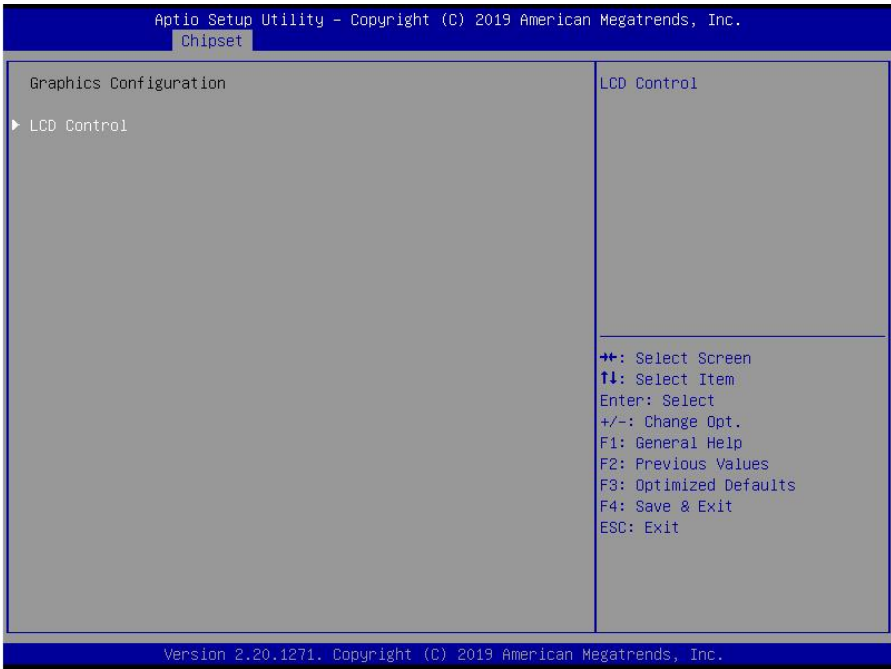 Aptio Setup Utility – Copyright (C) 2019 American Megatrends, Inc.
Chipset
Graphics Configuration
► LCD Control
LCD Control
→←: Select Screen
↑↓: Select Item
Enter: Select
+/-: Change Opt.
F1: General Help
F2: Previous Values
F3: Optimized Defaults
F4: Save & Exit
ESC: Exit
Version 2.20.1271. Copyright (C) 2019 American Megatrends, Inc.